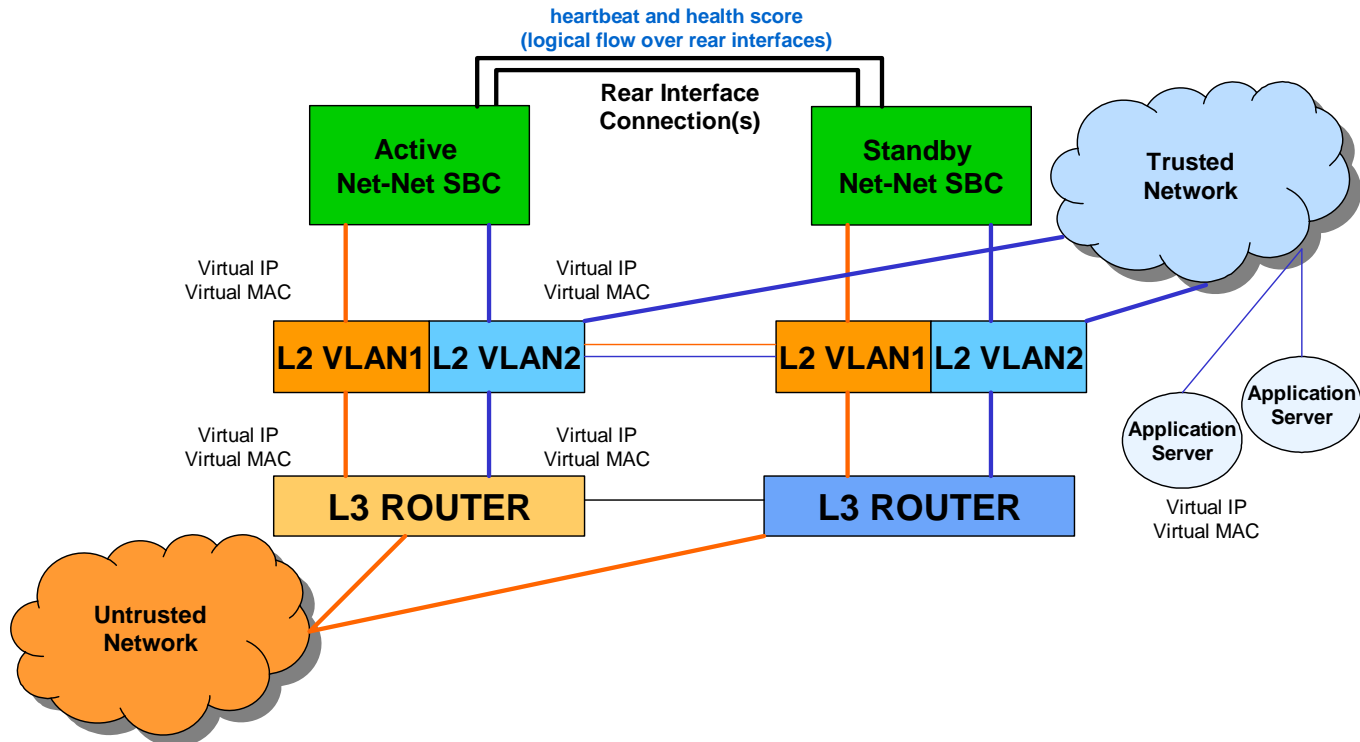 heartbeat and health score
(logical flow over rear interfaces)
Rear Interface
Connection(s)
Active
Net-Net SBC
Standby
Net-Net SBC
Trusted
Network
Virtual IP
Virtual MAC
Virtual IP
Virtual MAC
L2 VLAN1
L2 VLAN2
L2 VLAN1
L2 VLAN2
Application
Server
Application
Server
Virtual IP
Virtual MAC
Virtual IP
Virtual MAC
Virtual IP
Virtual MAC
L3 ROUTER
L3 ROUTER
Untrusted
Network